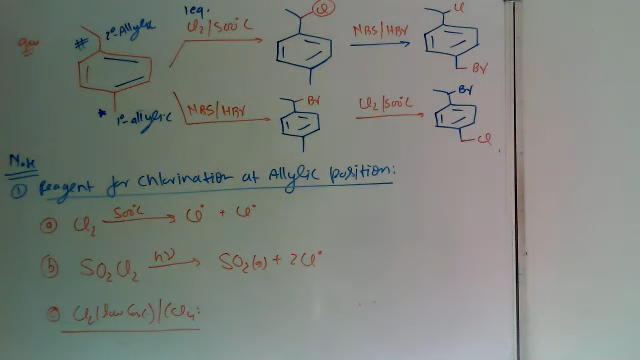 Que
1eq.
# 2°-Allylic
Cl₂/500°C
Cl
NBS/HBr
Cl
Br
* 1°-allylic
NBS/HBr
Br
Cl₂/500°C
Br
Cl
Note
① Reagent for Chlorination at Allylic position:
ⓐ Cl₂ 500°C → Cl• + Cl•
ⓑ SO₂Cl₂ hν → SO₂(g) + 2Cl•
ⓒ Cl₂(low Conc)/CCl₄: